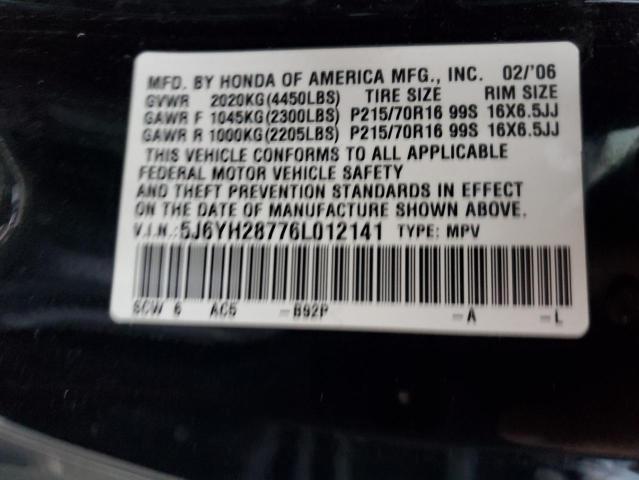 MFD. BY HONDA OF AMERICA MFG., INC. 02/'06
GVWR 2020KG(4450LBS) TIRE SIZE RIM SIZE
GAWR F 1045KG(2300LBS) P215/70R16 99S 16X6.5JJ
GAWR R 1000KG(2205LBS) P215/70R16 99S 16X6.5JJ
THIS VEHICLE CONFORMS TO ALL APPLICABLE
FEDERAL MOTOR VEHICLE SAFETY
AND THEFT PREVENTION STANDARDS IN EFFECT
ON THE DATE OF MANUFACTURE SHOWN ABOVE.
V.I.N.:5J6YH28776L012141 TYPE: MPV
SCW 6 AC5 -B92P -A -L